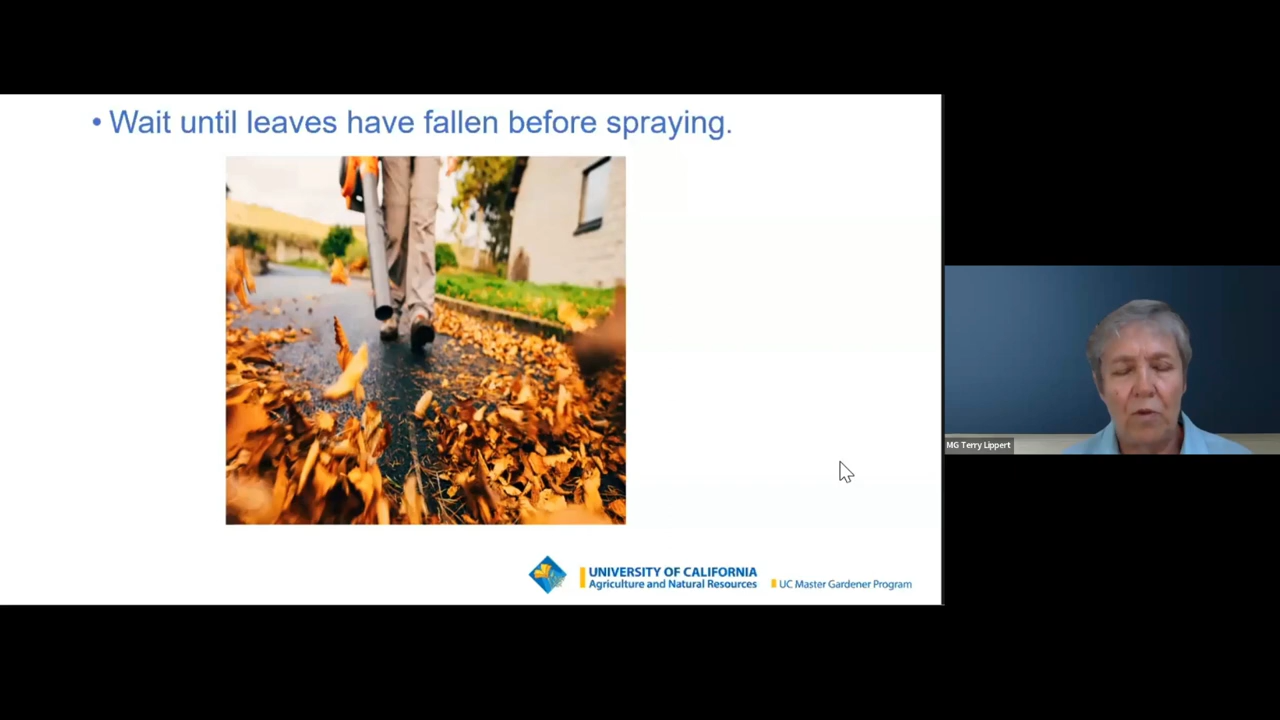 • Wait until leaves have fallen before spraying.
UNIVERSITY OF CALIFORNIA
Agriculture and Natural Resources
UC Master Gardener Program
MG Terry Lippert